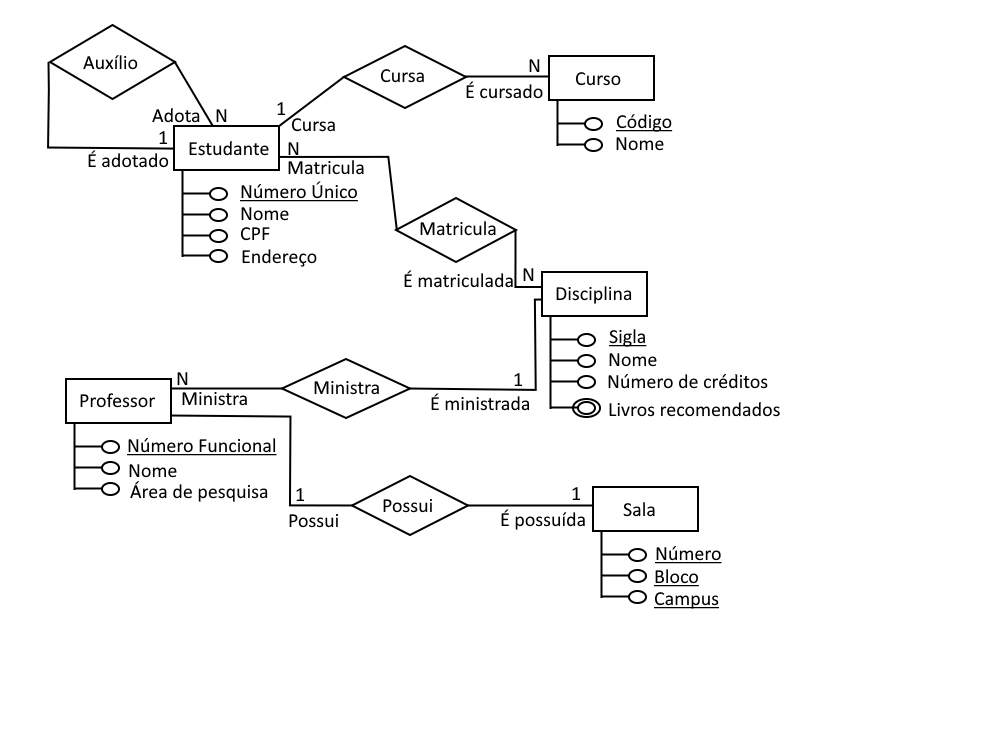 Auxílio
Cursa
N
Curso
É cursado
Adota N
1
Cursa
Código
1
É adotado
Estudante
N
Matricula
Nome
Número Único
Nome
CPF
Endereço
Matricula
É matriculada
N
Disciplina
Sigla
Nome
Número de créditos
Livros recomendados
N
Professor
Ministra
Ministra
1
É ministrada
Número Funcional
Nome
Área de pesquisa
1
Possui
Possui
1
É possuída
Sala
Número
Bloco
Campus